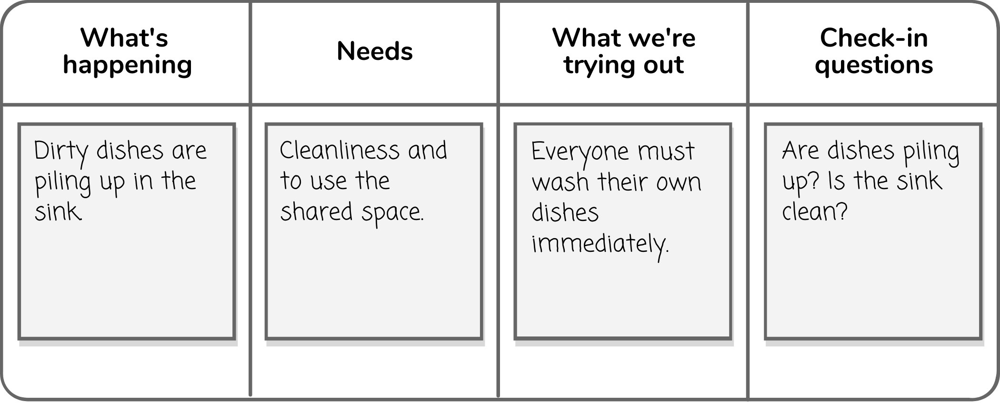 What's
happening
Needs
What we're
trying out
Check-in
questions
Dirty dishes are
piling up in the
sink.
Cleanliness and
to use the
shared space.
Everyone must
wash their own
dishes
immediately.
Are dishes piling
up? Is the sink
clean?